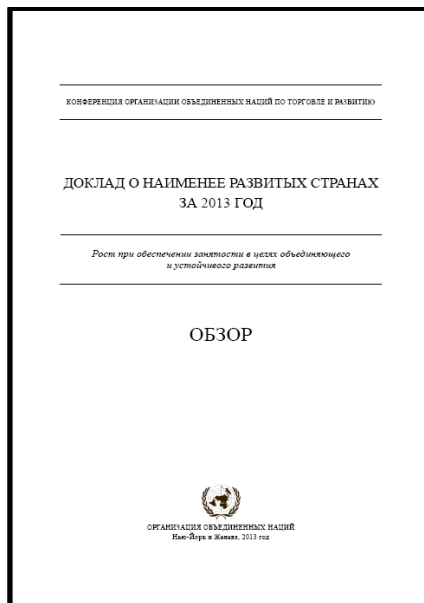 КОНФЕРЕНЦИЯ ОРГАНИЗАЦИИ ОБЪЕДИНЕННЫХ НАЦИЙ ПО ТОРГОВЛЕ И РАЗВИТИЮ
ДОКЛАД О НАИМЕНЕЕ РАЗВИТЫХ СТРАНАХ
ЗА 2013 ГОД
Рост при обеспечении занятости в целях объединяющего
и устойчивого развития
ОБЗОР
ОРГАНИЗАЦИЯ ОБЪЕДИНЕННЫХ НАЦИЙ
Нью-Йорк и Женева, 2013 год